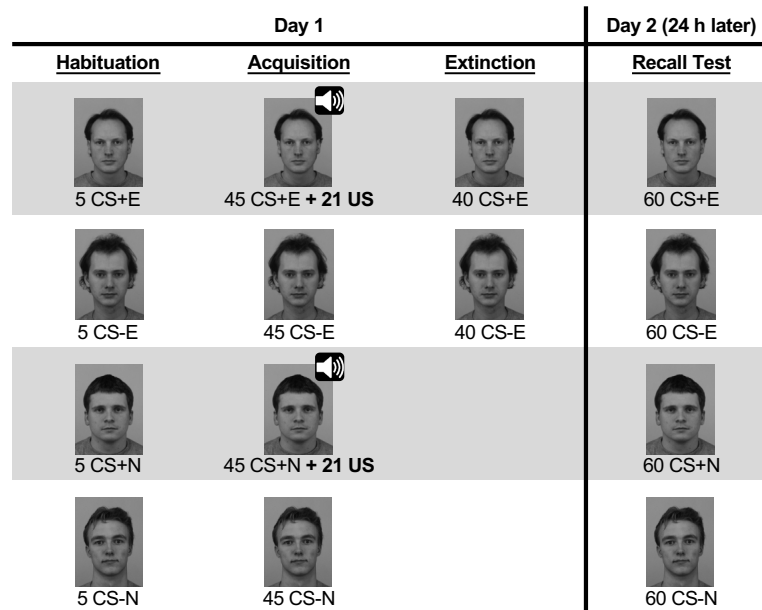 Day 1 Day 2 (24 h later)
Habituation Acquisition Extinction Recall Test
5 CS+E 45 CS+E + 21 US 40 CS+E 60 CS+E
5 CS-E 45 CS-E 40 CS-E 60 CS-E
5 CS+N 45 CS+N + 21 US 60 CS+N
5 CS-N 45 CS-N 60 CS-N